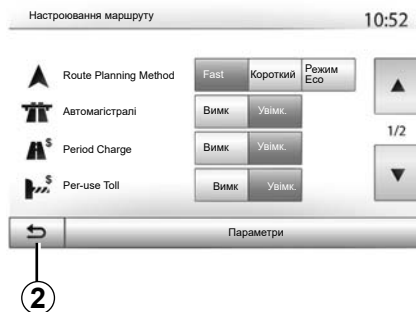 Настроювання маршруту 10:52
Route Planning Method Fast Короткий Режим Eco
Автомагістралі Вимк Увімк.
Period Charge Вимк Увімк.
1/2
Per-use Toll Вимк Увімк.
Параметри
2